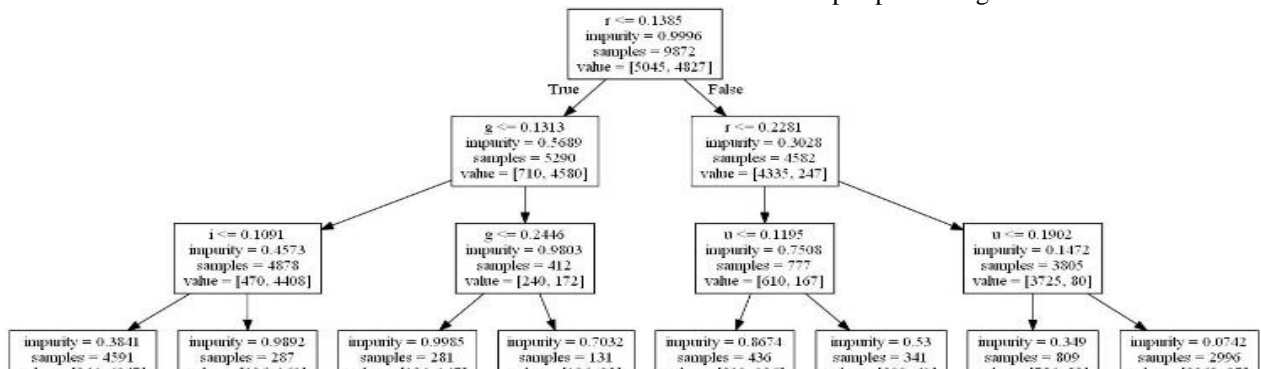 r <= 0.1385
impurity = 0.9996
samples = 9872
value = [5045, 4827]
True
False
g <= 0.1313
impurity = 0.5689
samples = 5290
value = [710, 4580]
r <= 0.2281
impurity = 0.3028
samples = 4582
value = [4335, 247]
i <= 0.1091
impurity = 0.4573
samples = 4878
value = [470, 4408]
g <= 0.2446
impurity = 0.9803
samples = 412
value = [240, 172]
u <= 0.1195
impurity = 0.7508
samples = 777
value = [610, 167]
u <= 0.1902
impurity = 0.1472
samples = 3805
value = [3725, 80]
impurity = 0.3841
samples = 4591
impurity = 0.9892
samples = 287
impurity = 0.9985
samples = 281
impurity = 0.7032
samples = 131
impurity = 0.8674
samples = 436
impurity = 0.53
samples = 341
impurity = 0.349
samples = 809
impurity = 0.0742
samples = 2996